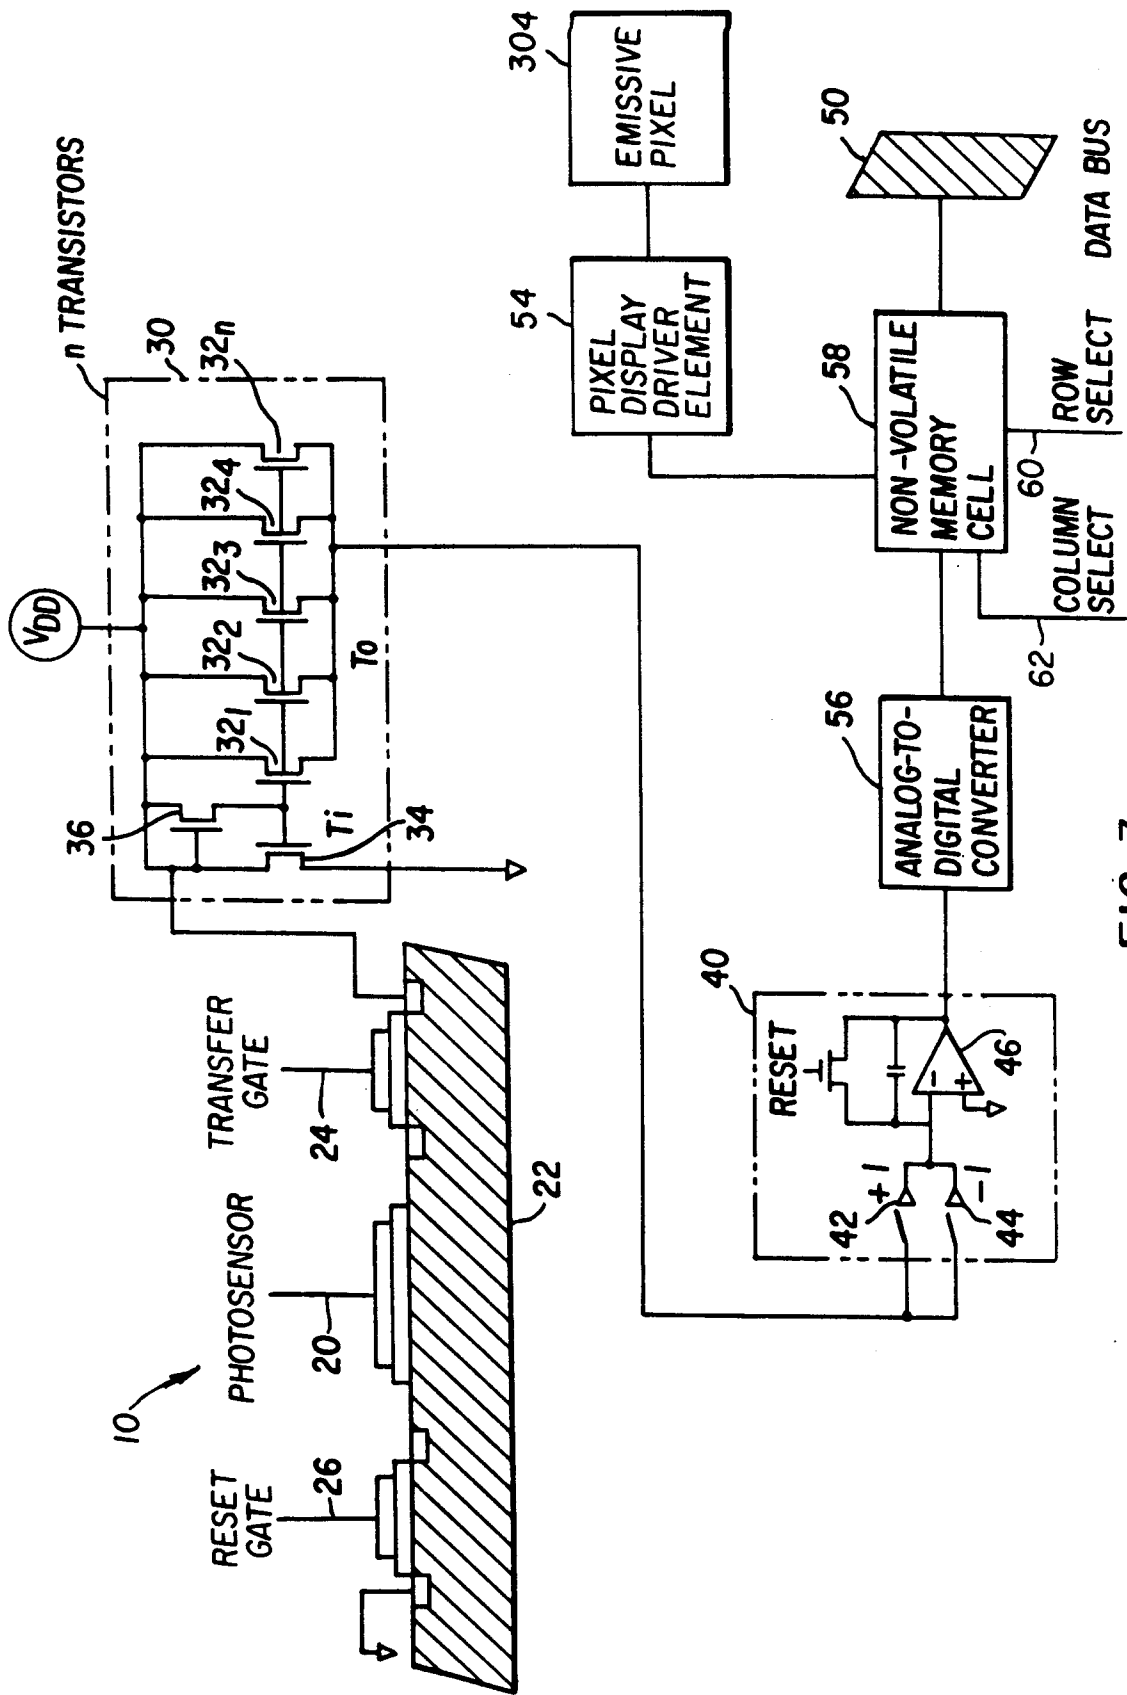 n TRANSISTORS
VDD
30
36
32₁
32₂
32₃
32₄
32n
Ti
34
To
10
RESET
GATE
26
PHOTOSENSOR
20
TRANSFER
GATE
24
22
304
EMISSIVE
PIXEL
54
PIXEL
DISPLAY
DRIVER
ELEMENT
40
RESET
42
+1
-1
44
-
+
46
56
ANALOG-TO-
DIGITAL
CONVERTER
58
NON-VOLATILE
MEMORY
CELL
50
62
COLUMN
SELECT
60
ROW
SELECT
DATA BUS